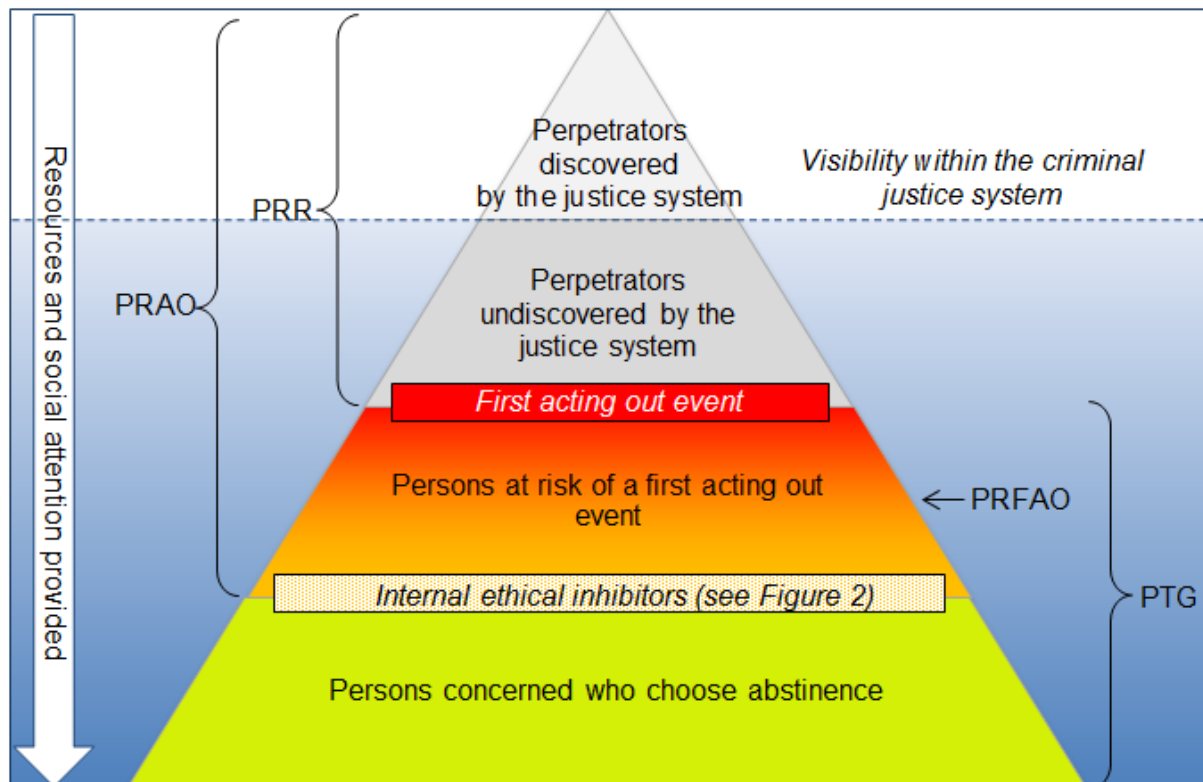 Resources and social attention provided
PRAO
PRR
Perpetrators
discovered
by the justice system
Visibility within the criminal
justice system
Perpetrators
undiscovered by the
justice system
First acting out event
Persons at risk of a first acting out
event
PRFAO
Internal ethical inhibitors (see Figure 2)
PTG
Persons concerned who choose abstinence